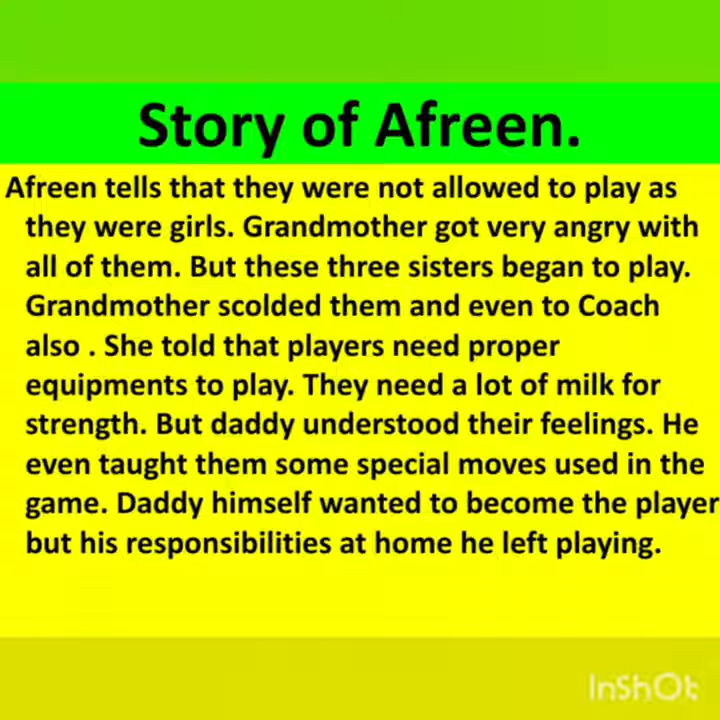 Story of Afreen.
Afreen tells that they were not allowed to play as
they were girls. Grandmother got very angry with
all of them. But these three sisters began to play.
Grandmother scolded them and even to Coach
also . She told that players need proper
equipments to play. They need a lot of milk for
strength. But daddy understood their feelings. He
even taught them some special moves used in the
game. Daddy himself wanted to become the player
but his responsibilities at home he left playing.
InShOt